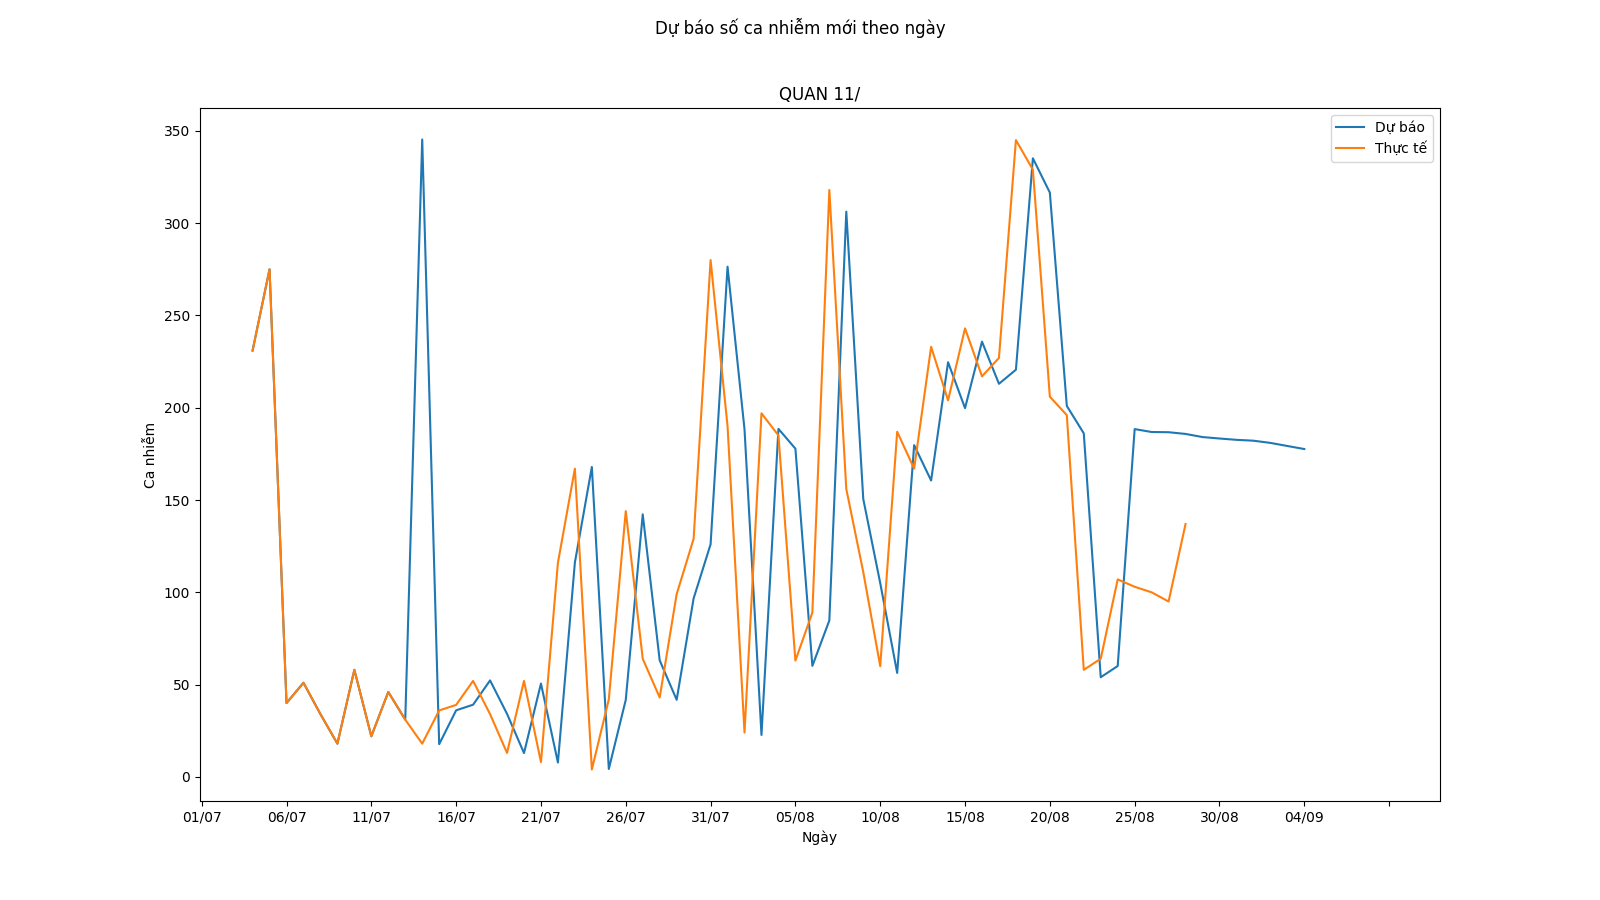 Dự báo số ca nhiễm mới theo ngày
QUAN 11/
Dự báo
Thực tế
350
300
250
200
150
100
50
0
Ca nhiễm
01/07 06/07 11/07 16/07 21/07 26/07 31/07 05/08 10/08 15/08 20/08 25/08 30/08 04/09
Ngày